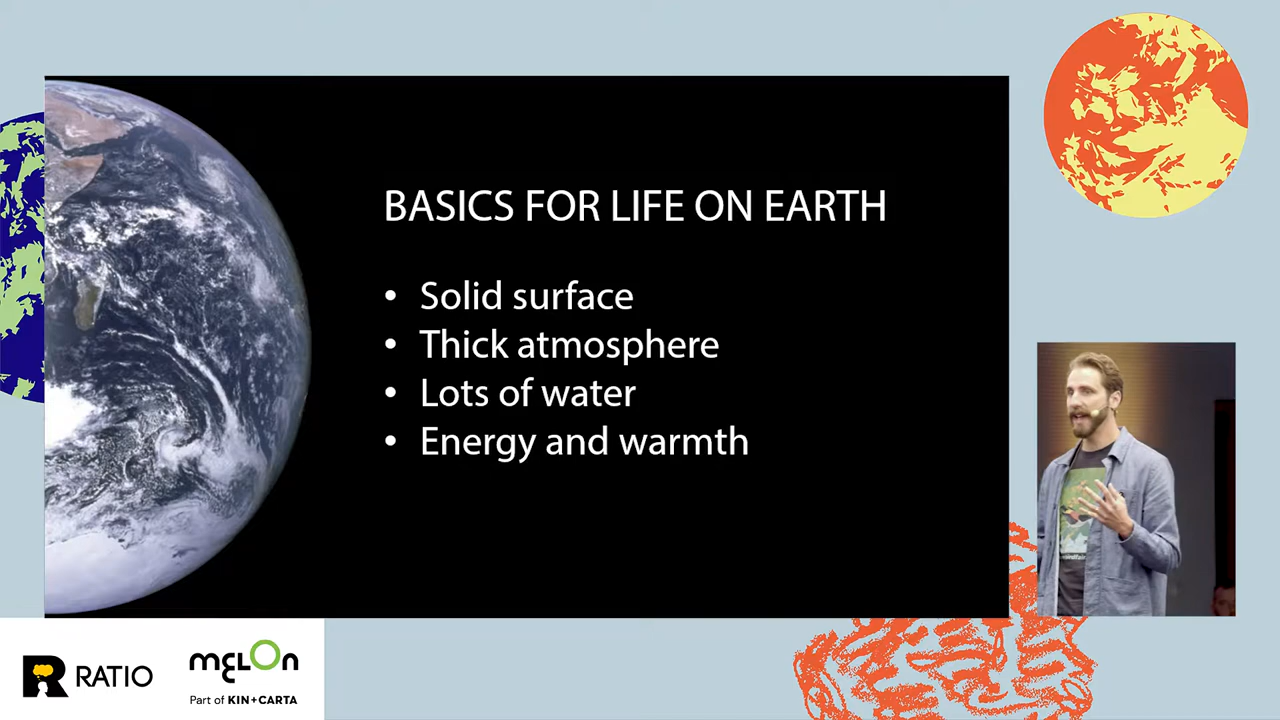 BASICS FOR LIFE ON EARTH
• Solid surface
• Thick atmosphere
• Lots of water
• Energy and warmth
RATIO
melon
Part of KIN+CARTA